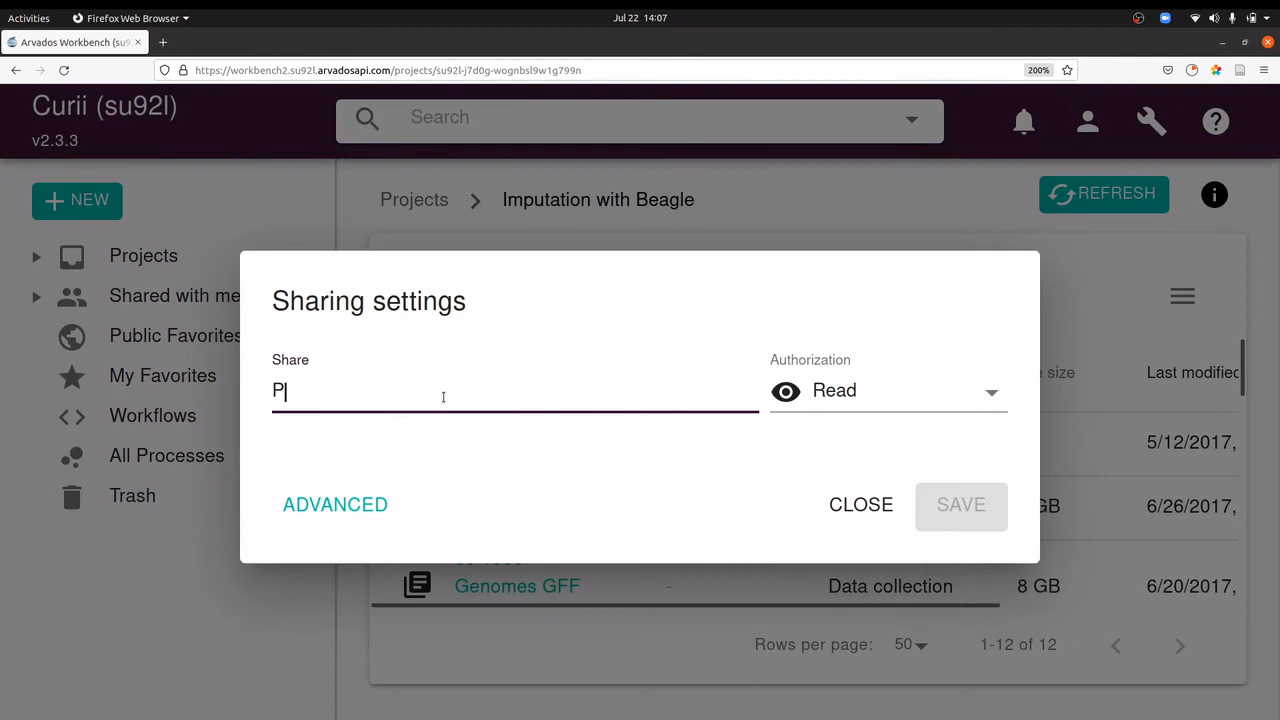 Activities
Firefox Web Browser
Jul 22 14:07
Arvados Workbench (su9
https://workbench2.su92l.arvadosapi.com/projects/su92l-j7d0g-wognbsl9w1g799n
200%
Curii (su92l)
v2.3.3
Search
NEW
Projects > Imputation with Beagle
REFRESH
Projects
Shared with me
Public Favorites
My Favorites
Workflows
All Processes
Trash
Sharing settings
Share
P
Authorization
Read
ADVANCED
CLOSE
SAVE
e size
Last modified
5/12/2017,
GB
6/26/2017,
Genomes GFF
-
Data collection
8 GB
6/20/2017,
Rows per page: 50
1-12 of 12